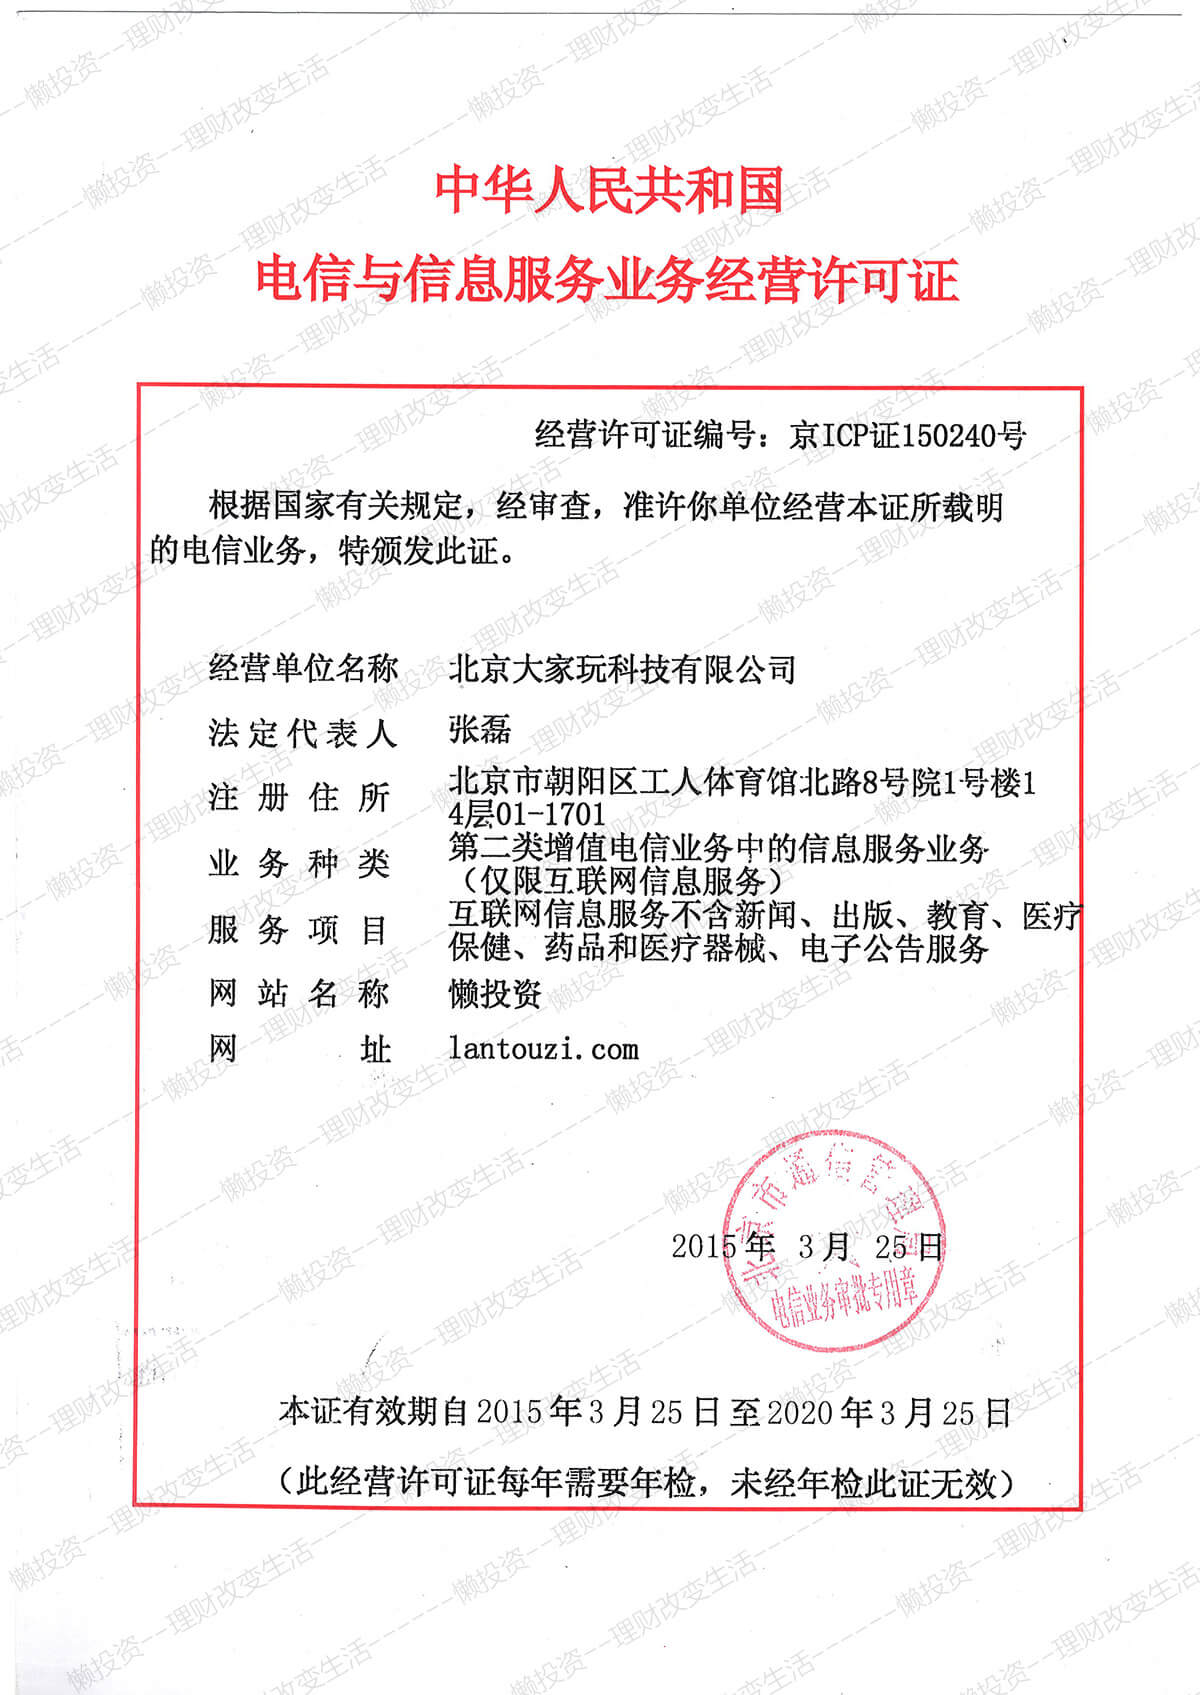 中华人民共和国
电信与信息服务业务经营许可证
经营许可证编号：京ICP证150240号
根据国家有关规定，经审查，准许你单位经营本证所载明
的电信业务，特颁发此证。
经营单位名称 北京大家玩科技有限公司
法定代表人 张磊
注册住所 北京市朝阳区工人体育馆北路8号院1号楼1
4层01-1701
业务种类 第二类增值电信业务中的信息服务业务
（仅限互联网信息服务）
服务项目 互联网信息服务不含新闻、出版、教育、医疗
保健、药品和医疗器械、电子公告服务
网站名称 懒投资
网址 lantouzi.com
北京市通信管理局
2015年 3月 25日
电信业务审批专用章
本证有效期自2015年3月25日至2020年3月25日
（此经营许可证每年需要年检，未经年检此证无效）
懒投资---理财改变生活